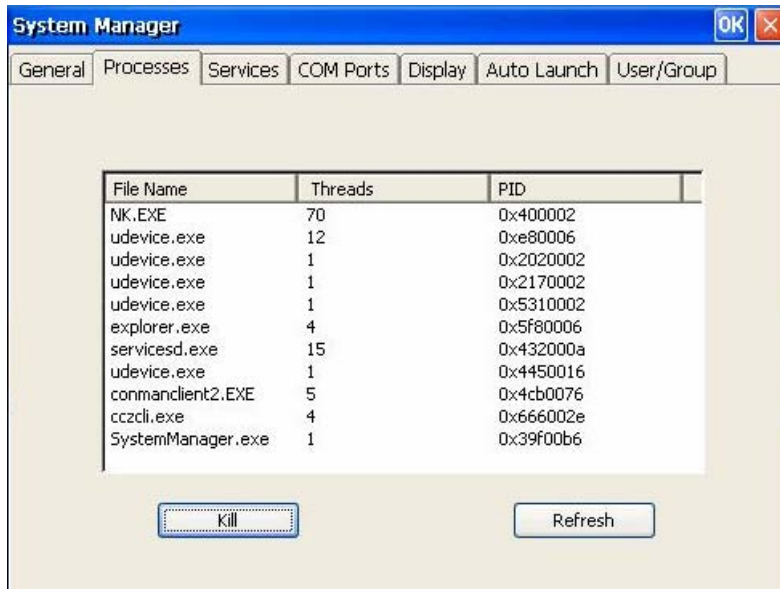 System Manager OK
General Processes Services COM Ports Display Auto Launch User/Group
File Name Threads PID
NK.EXE 70 0x400002
udevice.exe 12 0xe80006
udevice.exe 1 0x2020002
udevice.exe 1 0x2170002
udevice.exe 1 0x5310002
explorer.exe 4 0x5f80006
servicesd.exe 15 0x432000a
udevice.exe 1 0x4450016
conmanclient2.EXE 5 0x4cb0076
cczcli.exe 4 0x666002e
SystemManager.exe 1 0x39f00b6
Kill Refresh